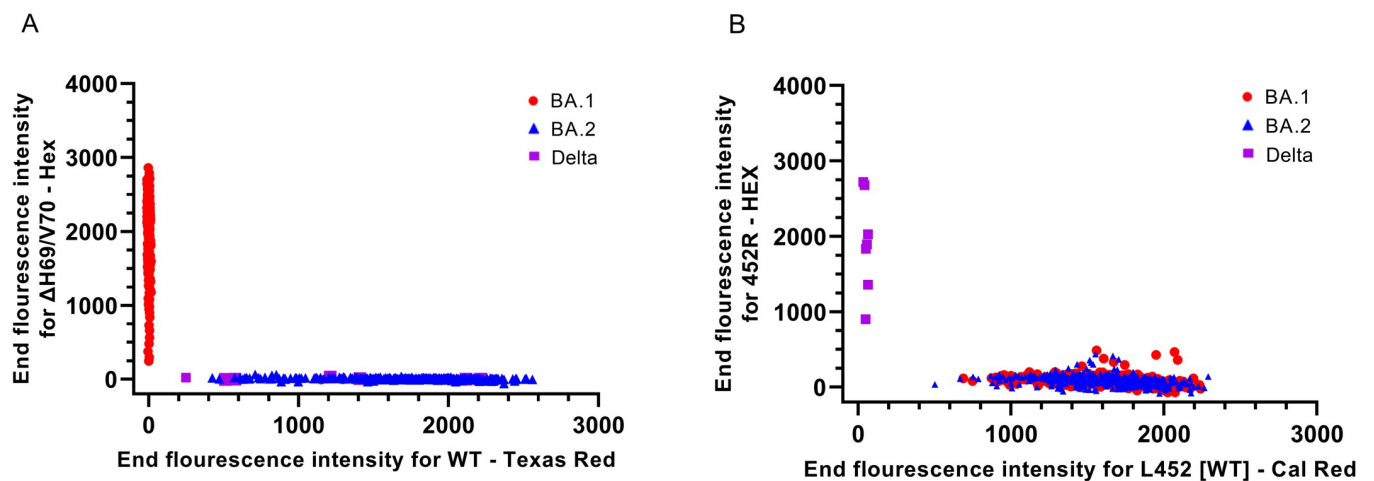 A
End flourescence intensity
for ΔH69/V70 - Hex
4000
3000
2000
1000
0
BA.1
BA.2
Delta
0 1000 2000 3000
End flourescence intensity for WT - Texas Red
B
End flourescence intensity
for 452R - HEX
4000
3000
2000
1000
0
BA.1
BA.2
Delta
0 1000 2000 3000
End flourescence intensity for L452 [WT] - Cal Red